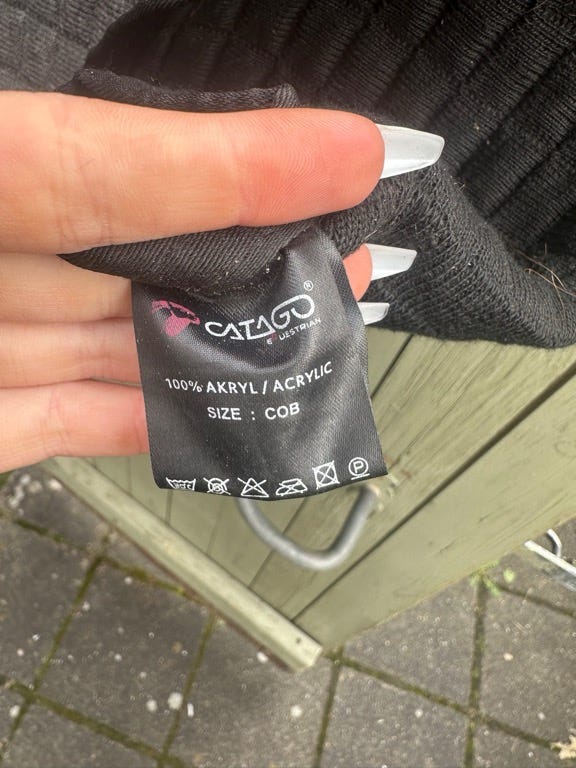 CATAGO®
EQUESTRIAN
100% AKRYL / ACRYLIC
SIZE : COB
P